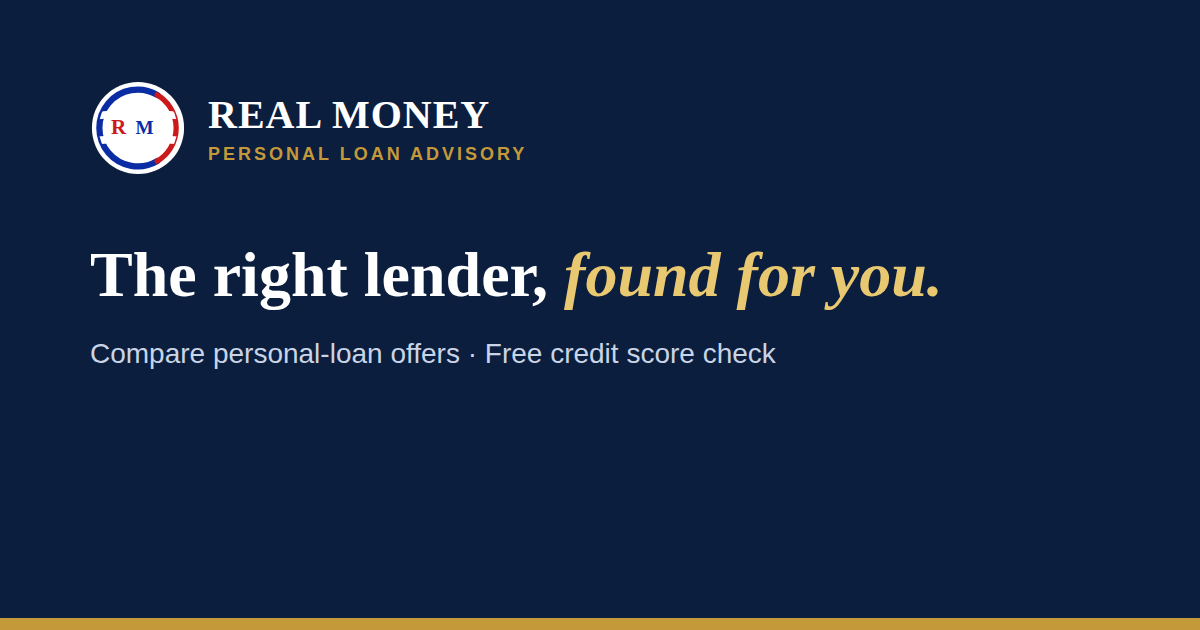 R M
REAL MONEY
PERSONAL LOAN ADVISORY
The right lender, found for you.
Compare personal-loan offers · Free credit score check